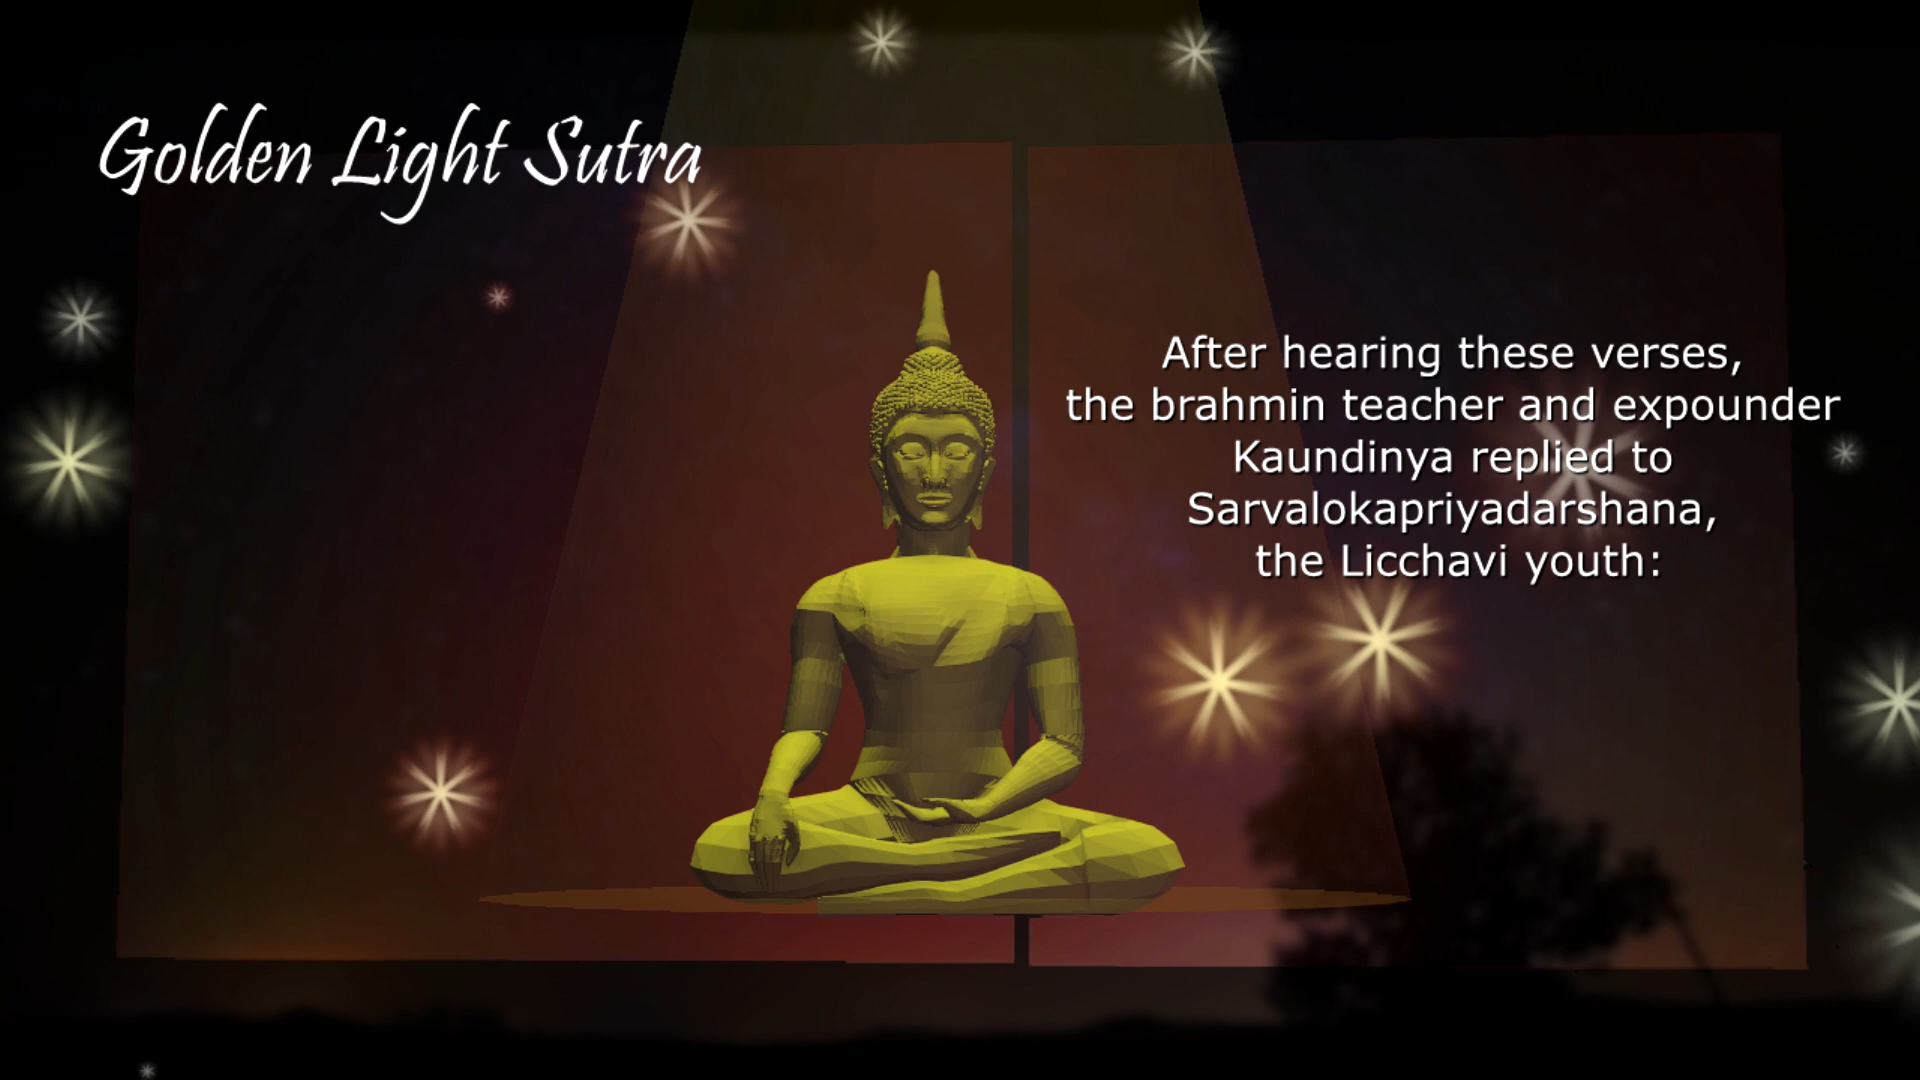 Golden Light Sutra
After hearing these verses,
the brahmin teacher and expounder
Kaundinya replied to
Sarvalokapriyadarshana,
the Licchavi youth: